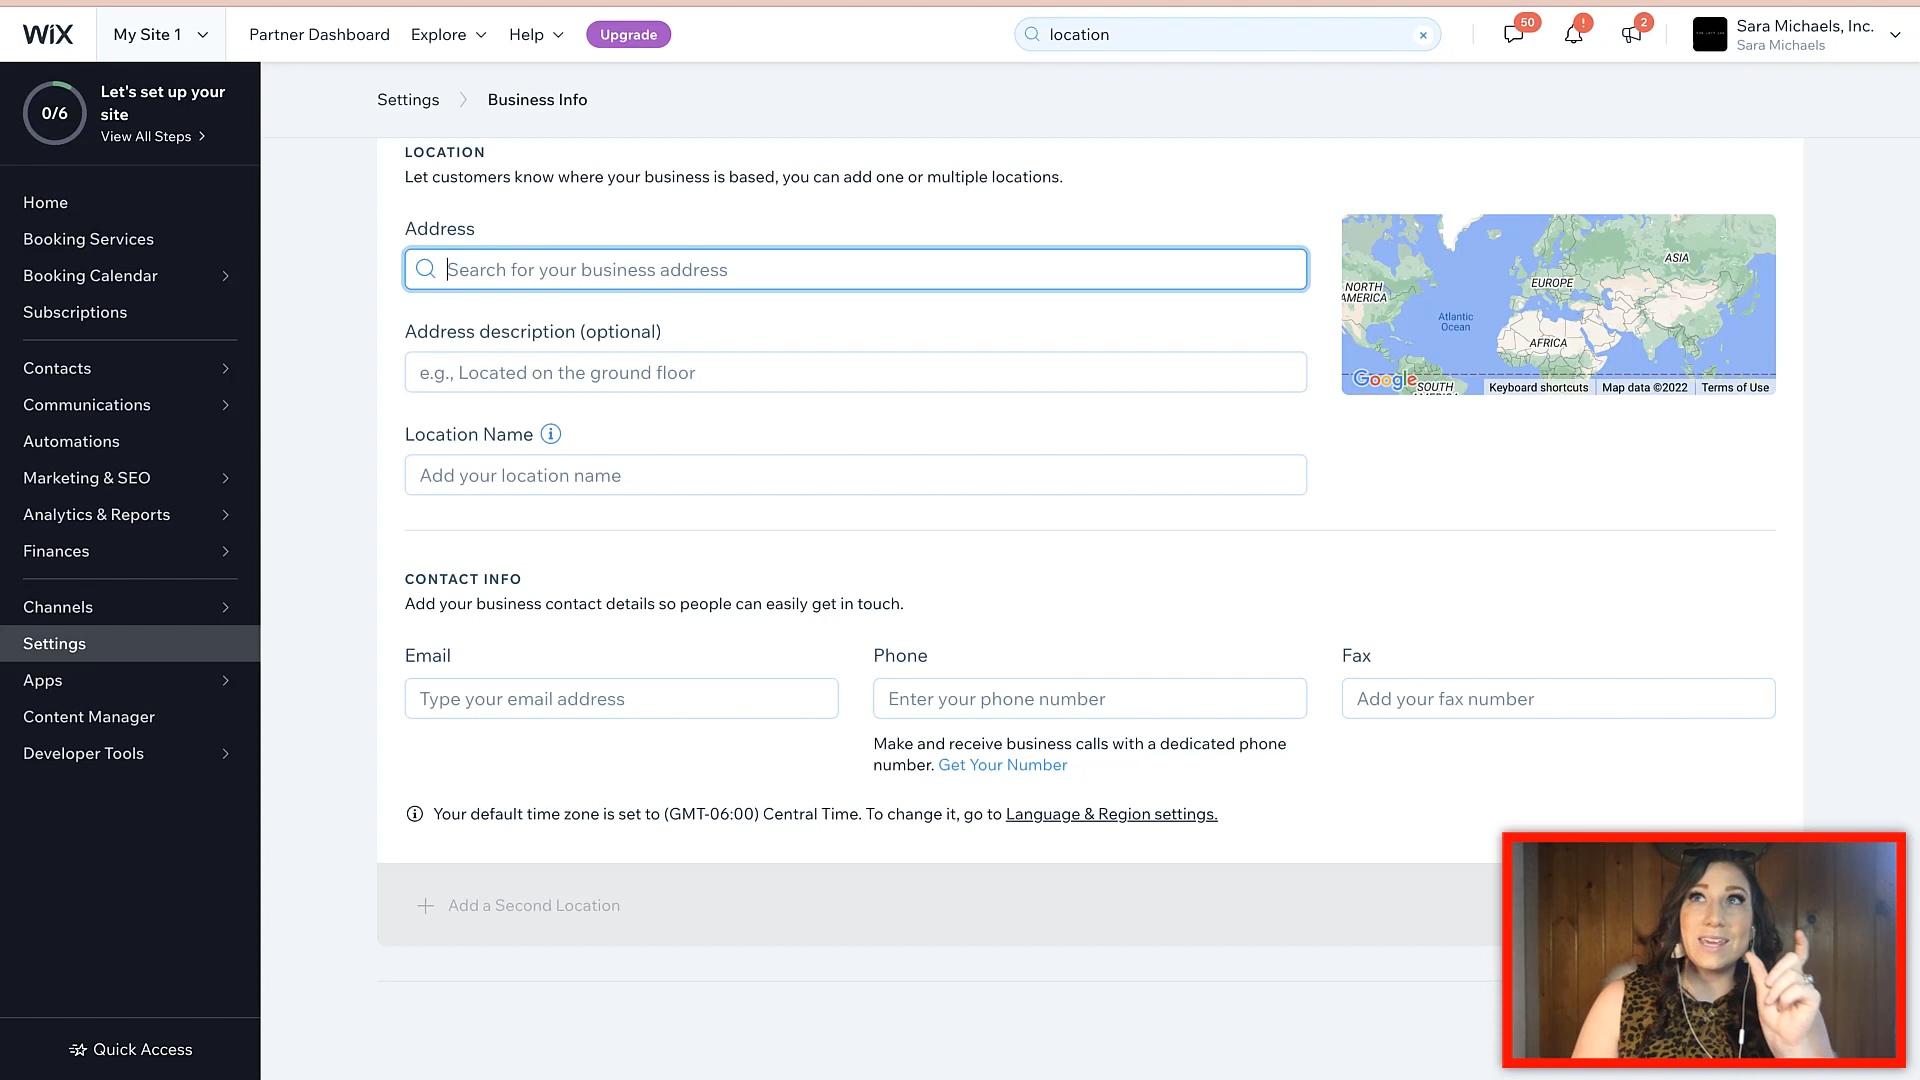 WiX
My Site 1
Partner Dashboard
Explore
Help
Upgrade
location
50
!
2
Sara Michaels, Inc.
Sara Michaels
0/6
Let's set up your
site
View All Steps
Home
Booking Services
Booking Calendar
Subscriptions
Contacts
Communications
Automations
Marketing & SEO
Analytics & Reports
Finances
Channels
Settings
Apps
Content Manager
Developer Tools
Quick Access
Settings
Business Info
LOCATION
Let customers know where your business is based, you can add one or multiple locations.
Address
Search for your business address
Address description (optional)
e.g., Located on the ground floor
Location Name
Add your location name
NORTH
AMERICA
Atlantic
Ocean
EUROPE
ASIA
AFRICA
SOUTH
Google
Keyboard shortcuts
Map data ©2022
Terms of Use
CONTACT INFO
Add your business contact details so people can easily get in touch.
Email
Type your email address
Phone
Enter your phone number
Fax
Add your fax number
Make and receive business calls with a dedicated phone
number. Get Your Number
Your default time zone is set to (GMT-06:00) Central Time. To change it, go to Language & Region settings.
Add a Second Location